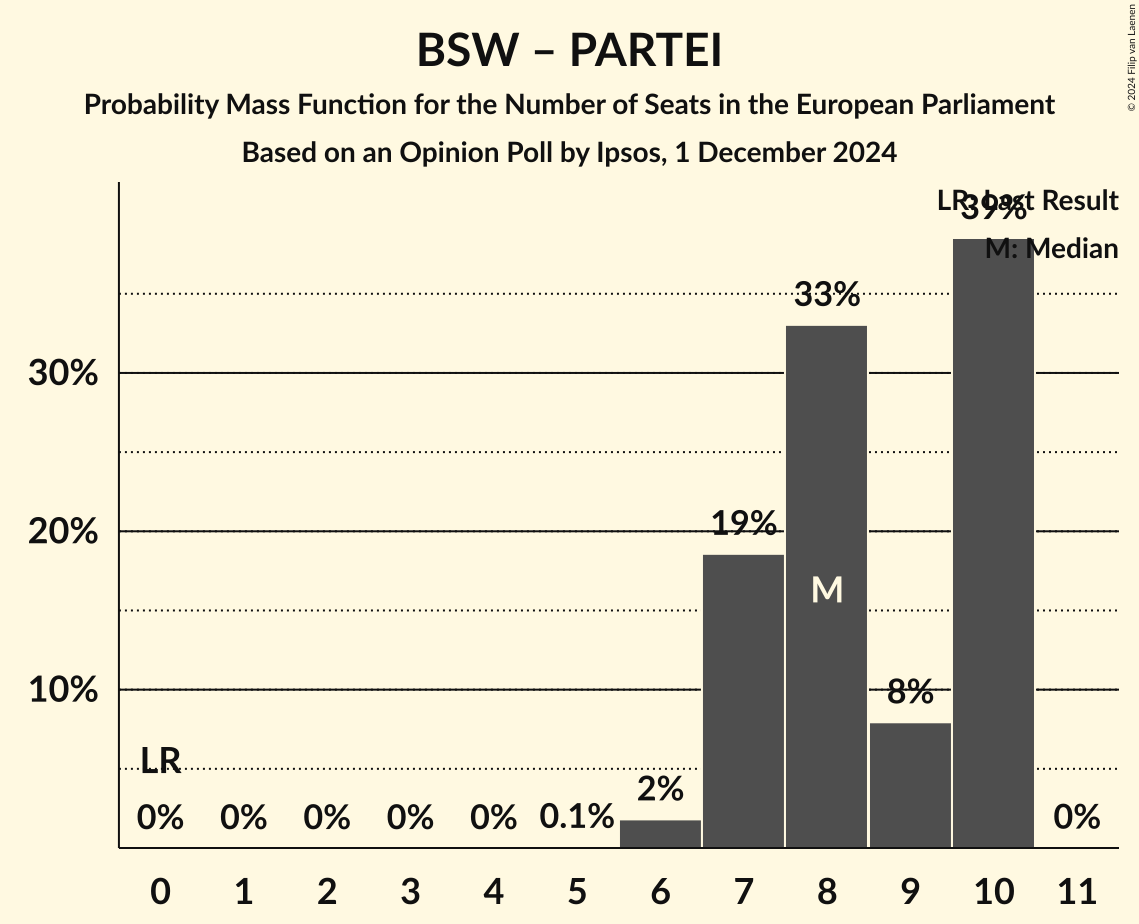 BSW – PARTEI
Probability Mass Function for the Number of Seats in the European Parliament
Based on an Opinion Poll by Ipsos, 1 December 2024
© 2024 Filip van Laenen
LR: Last Result
39%
M: Median
33%
30%
19%
20%
M
10%
8%
LR
2%
0% 0% 0% 0% 0% 0.1% 0%
0 1 2 3 4 5 6 7 8 9 10 11